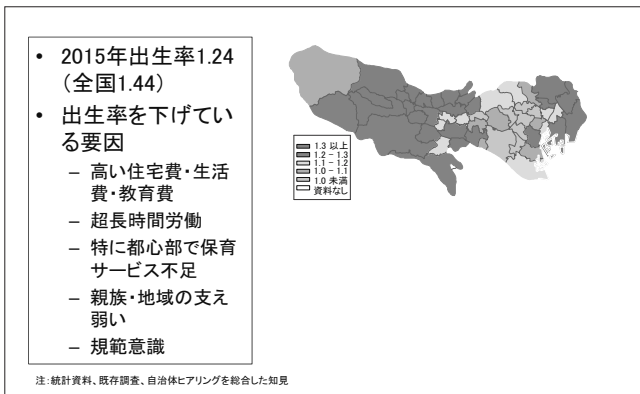 • 2015年出生率1.24
（全国1.44）
• 出生率を下げてい
る要因
– 高い住宅費・生活
費・教育費
– 超長時間労働
– 特に都心部で保育
サービス不足
– 親族・地域の支え
弱い
– 規範意識
1.3 以上
1.2 – 1.3
1.1 – 1.2
1.0 – 1.1
1.0 未満
資料なし
注：統計資料、既存調査、自治体ヒアリングを総合した知見